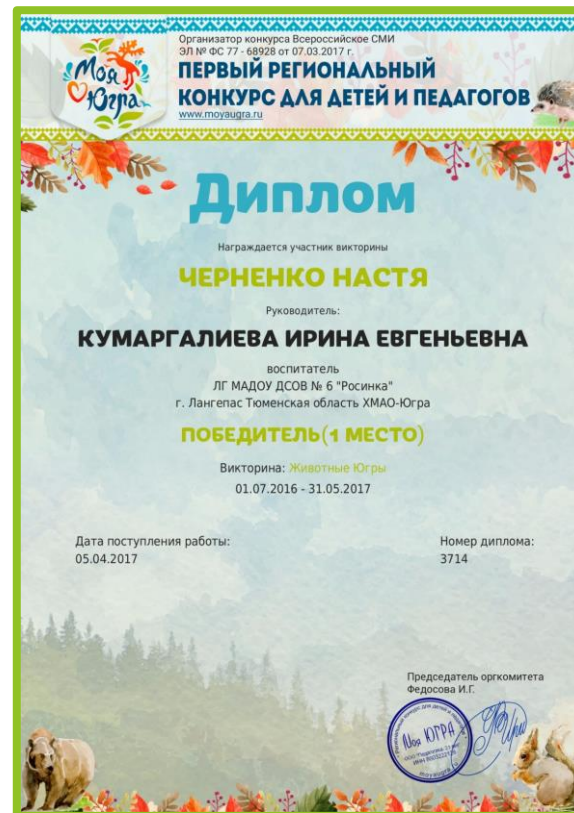 Моя
Югра
Организатор конкурса Всероссийское СМИ
ЭЛ № ФС 77 - 68928 от 07.03.2017 г.
ПЕРВЫЙ РЕГИОНАЛЬНЫЙ
КОНКУРС ДЛЯ ДЕТЕЙ И ПЕДАГОГОВ
www.moyaugra.ru
Диплом
Награждается участник викторины
ЧЕРНЕНКО НАСТЯ
Руководитель:
КУМАРГАЛИЕВА ИРИНА ЕВГЕНЬЕВНА
воспитатель
ЛГ МАДОУ ДСОВ № 6 "Росинка"
г. Лангепас Тюменская область ХМАО-Югра
ПОБЕДИТЕЛЬ(1 МЕСТО)
Викторина: Животные Югры
01.07.2016 - 31.05.2017
Дата поступления работы:
05.04.2017
Номер диплома:
3714
Председатель оргкомитета
Федосова И.Г.
Моя ЮГРА